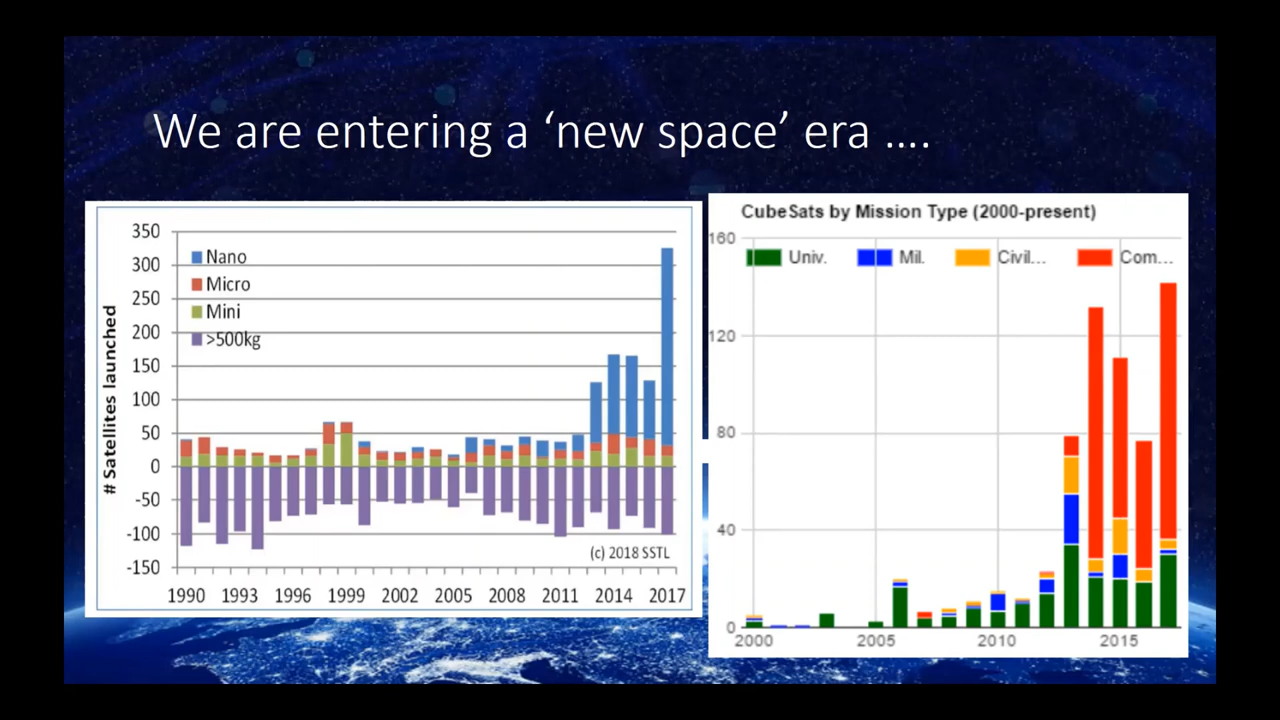 We are entering a ‘new space’ era ….
# Satellites launched
350
300
250
200
150
100
50
0
-50
-100
-150
Nano
Micro
Mini
>500kg
(c) 2018 SSTL
1990 1993 1996 1999 2002 2005 2008 2011 2014 2017
CubeSats by Mission Type (2000-present)
160
120
80
40
0
Univ. Mil. Civil... Com...
2000 2005 2010 2015